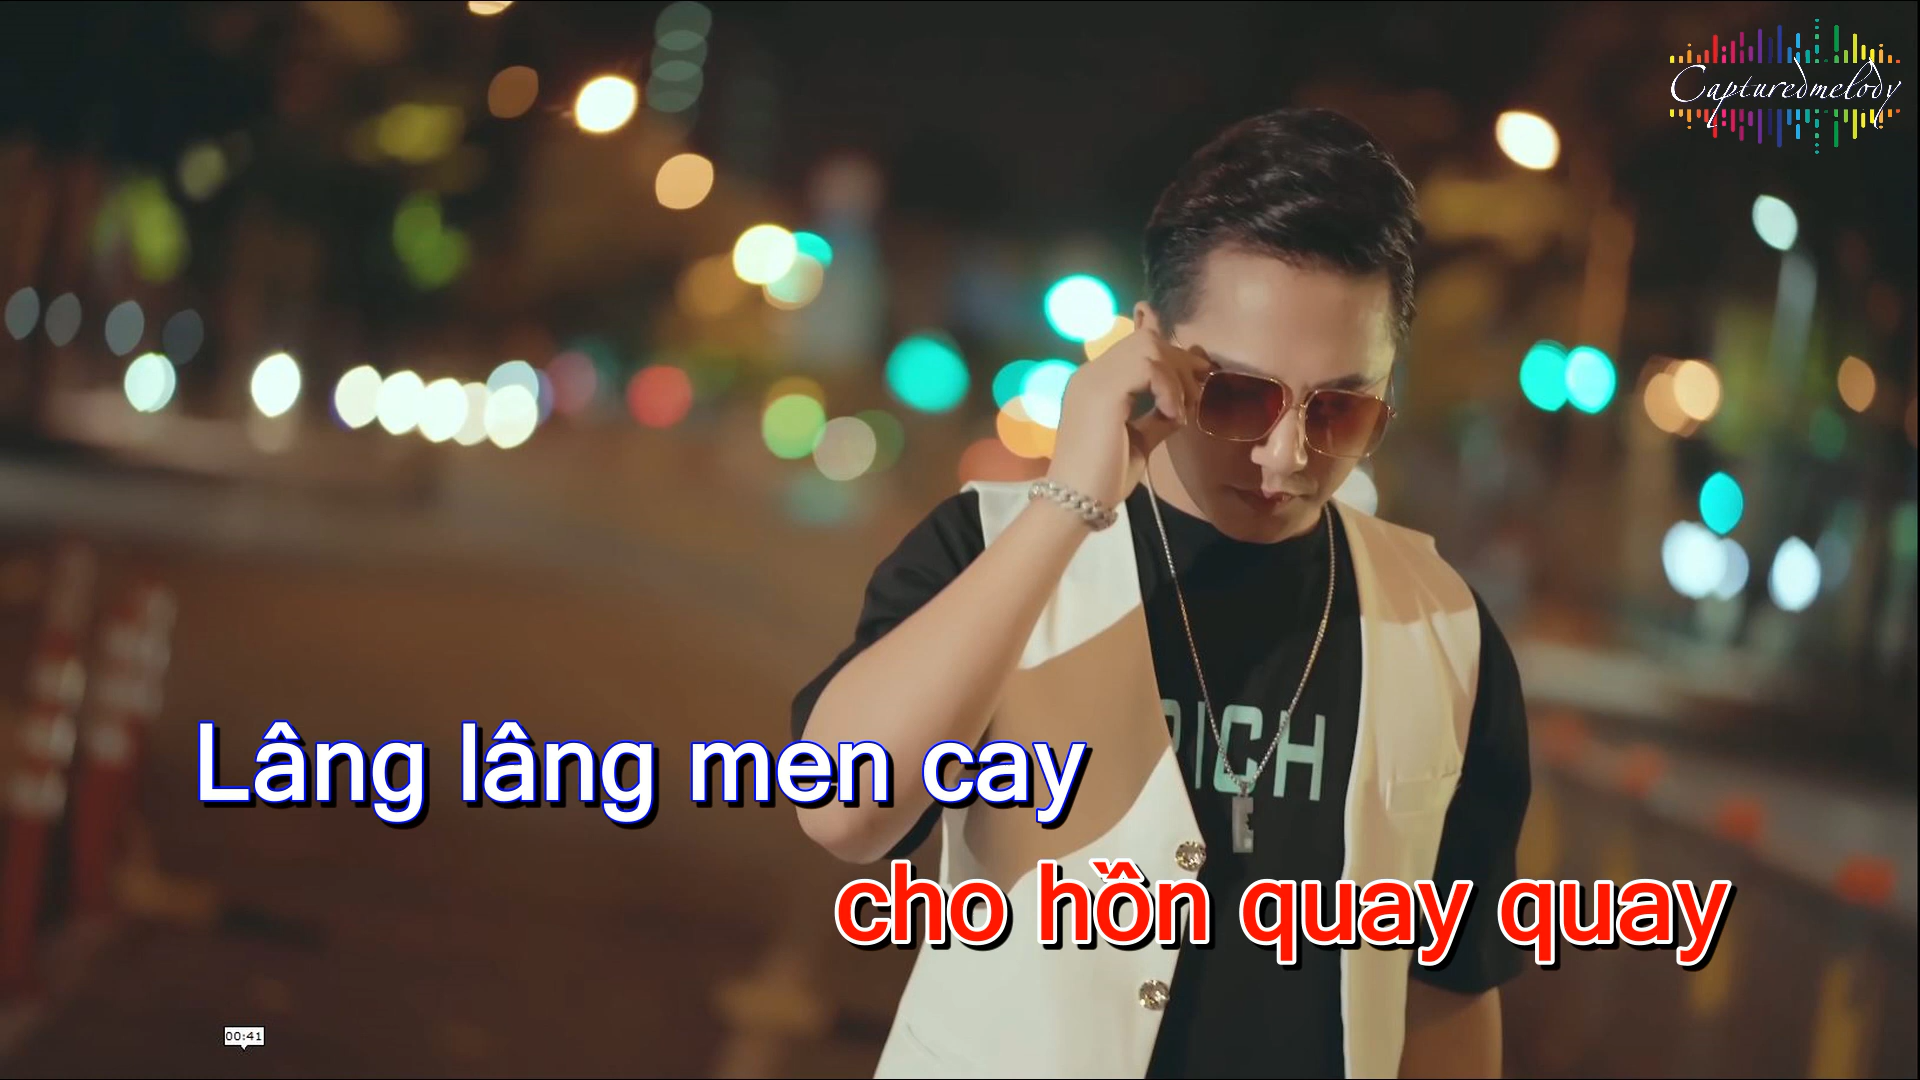 Capturedmelody
RICH
Lâng lâng men cay
cho hồn quay quay
00:41